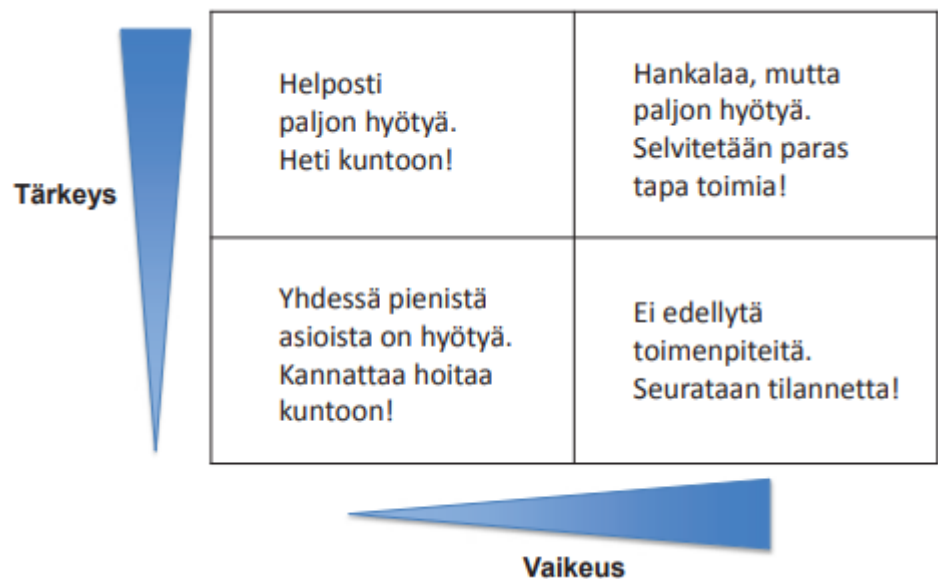 Tärkeys
Helposti
paljon hyötyä.
Heti kuntoon!
Hankalaa, mutta
paljon hyötyä.
Selvitetään paras
tapa toimia!
Yhdessä pienistä
asioista on hyötyä.
Kannattaa hoitaa
kuntoon!
Ei edellytä
toimenpiteitä.
Seurataan tilannetta!
Vaikeus